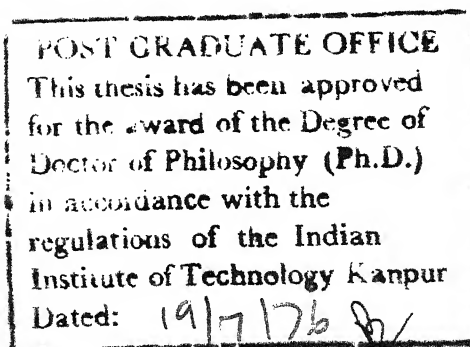 POST GRADUATE OFFICE
This thesis has been approved
for the award of the Degree of
Doctor of Philosophy (Ph.D.)
in accordance with the
regulations of the Indian
Institute of Technology Kanpur
Dated: 19/7/76